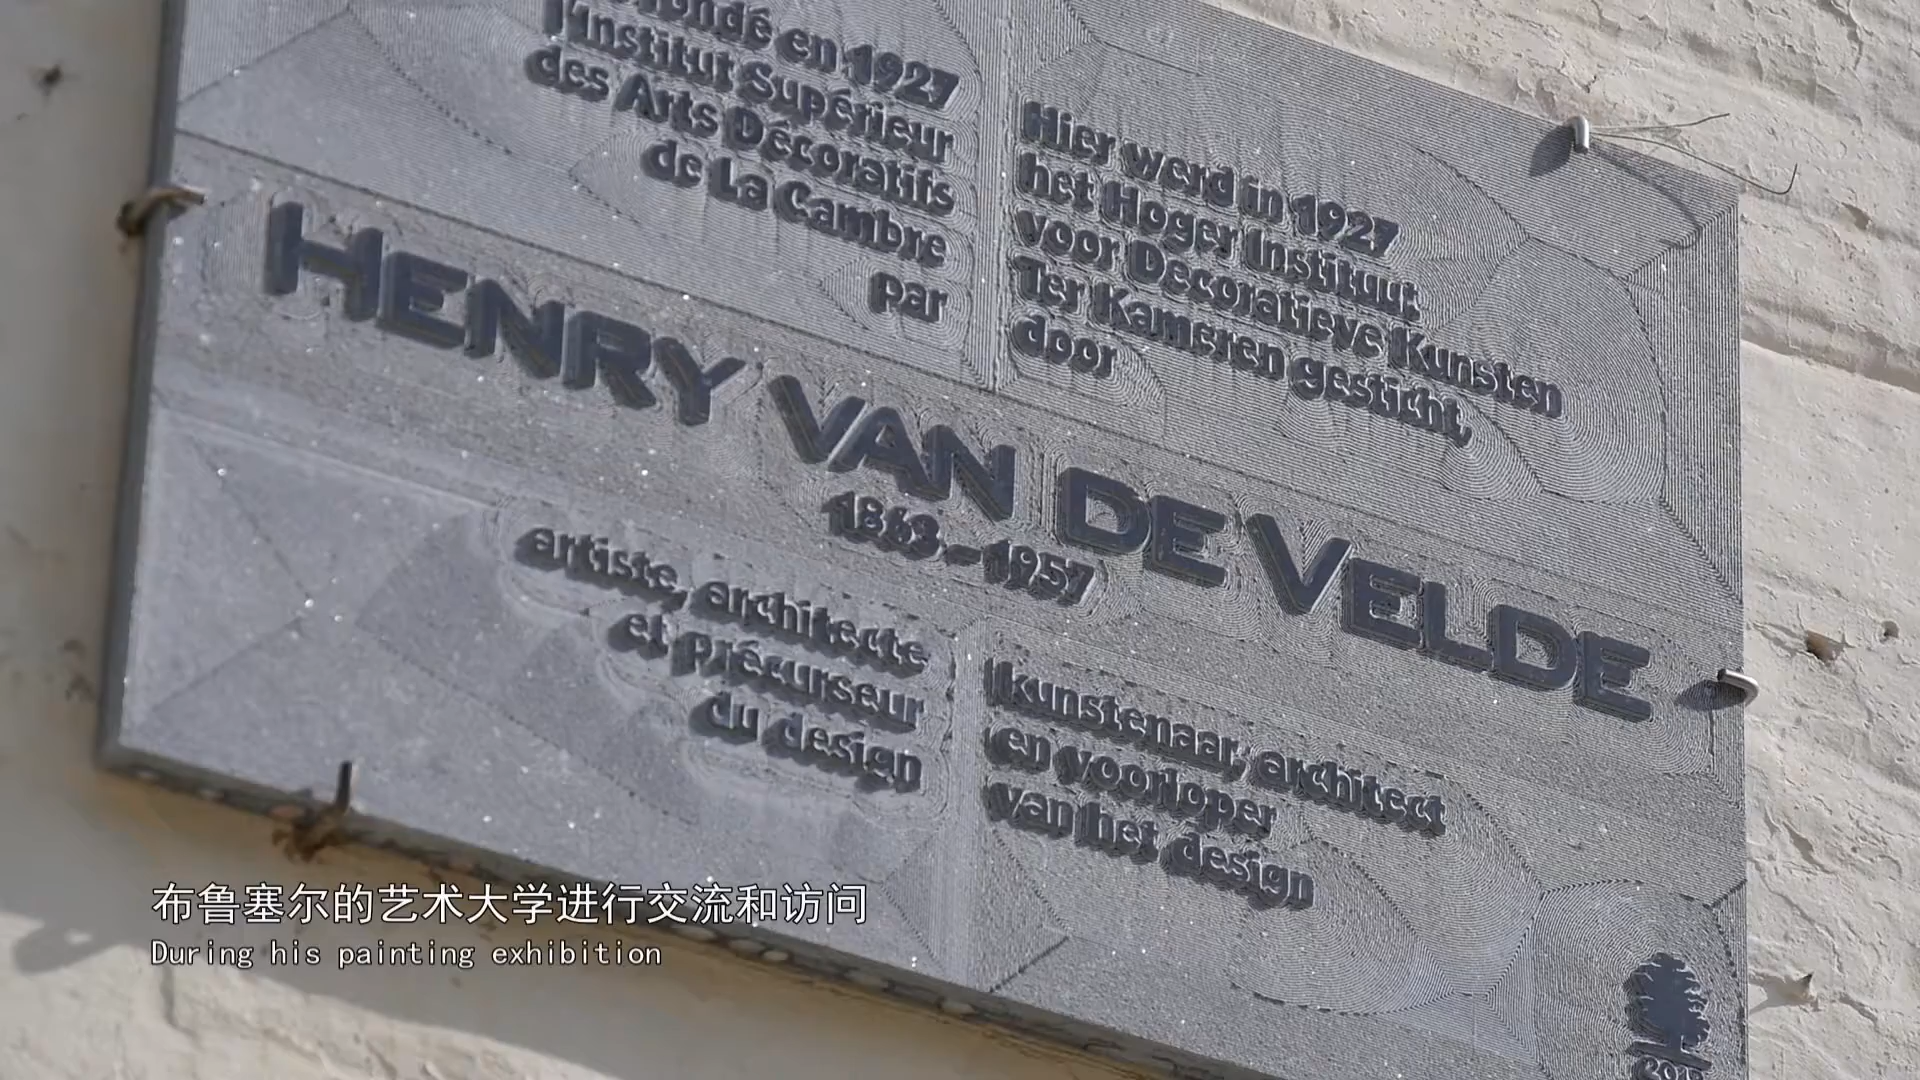 fondé en 1927
l'Institut Supérieur
des Arts Décoratifs
de La Cambre
par
Hier werd in 1927
het Hoger Instituut
voor Decoratieve Kunsten
Ter Kameren gesticht,
door
HENRY VAN DE VELDE
1863-1957
artiste, architecte
et précurseur
du design
kunstenaar, architect
en voorloper
van het design
布鲁塞尔的艺术大学进行交流和访问
During his painting exhibition